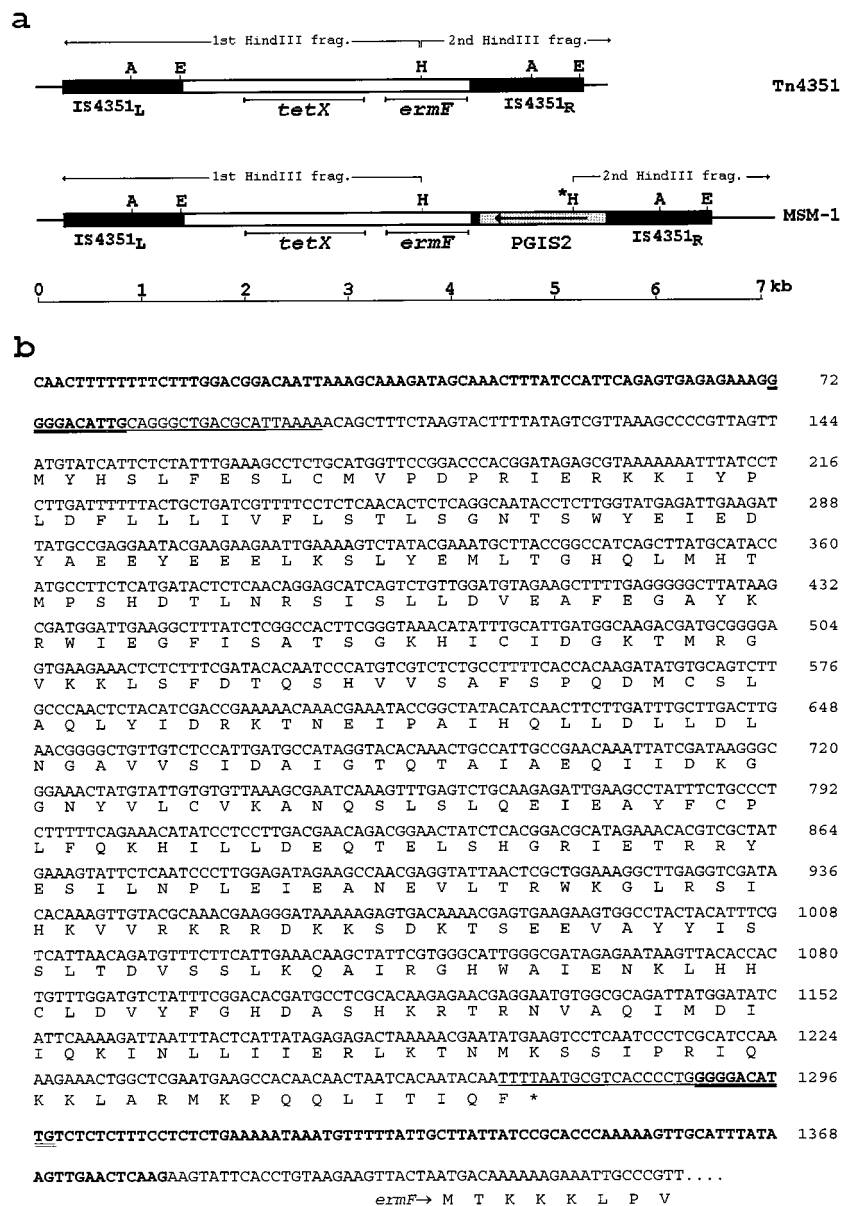 a
1st HindIII frag. 2nd HindIII frag.
A E H A E
Tn4351
IS4351L tetX ermF IS4351R
1st HindIII frag. 2nd HindIII frag.
A E H *H A E
MSM-1
IS4351L tetX ermF PGIS2 IS4351R
0 1 2 3 4 5 6 7 kb
b
CAACTTTTTTTTCTTTGGACGGACAATTAAAGCAAAGATAGCAAACTTTATCCATTCAGAGTGAGAGAAAGG 72
GGGACATTGCAGGGCTGACGCATTAAAAACAGCTTTCTAAGTACTTTTATAGTCGTTAAAGCCCCGTTAGTT 144
ATGTATCATTCTCTATTTGAAAGCCTCTGCATGGTTCCGGACCCACGGATAGAGCGTAAAAAAATTTATCCT 216
M Y H S L F E S L C M V P D P R I E R K K I Y P
CTTGATTTTTTACTGCTGATCGTTTTCCTCTCAACACTCTCAGGCAATACCTCTTGGTATGAGATTGAAGAT 288
L D F L L L I V F L S T L S G N T S W Y E I E D
TATGCCGAGGAATACGAAGAAGAATTGAAAAGTCTATACGAAATGCTTACCGGCCATCAGCTTATGCATACC 360
Y A E E Y E E E L K S L Y E M L T G H Q L M H T
ATGCCTTCTCATGATACTCTCAACAGGAGCATCAGTCTGTTGGATGTAGAAGCTTTTGAGGGGGCTTATAAG 432
M P S H D T L N R S I S L L D V E A F E G A Y K
CGATGGATTGAAGGCTTTATCTCGGCCACTTCGGGTAAACATATTTGCATTGATGGCAAGACGATGCGGGGA 504
R W I E G F I S A T S G K H I C I D G K T M R G
GTGAAGAAACTCTCTTTCGATACACAATCCCATGTCGTCTCTGCCTTTTCACCACAAGATATGTGCAGTCTT 576
V K K L S F D T Q S H V V S A F S P Q D M C S L
GCCCAACTCTACATCGACCGAAAAACAAACGAAATACCGGCTATACATCAACTTCTTGATTTGCTTGACTTG 648
A Q L Y I D R K T N E I P A I H Q L L D L L D L
AACGGGGCTGTTGTCTCCATTGATGCCATAGGTACACAAACTGCCATTGCCGAACAAATTATCGATAAGGGC 720
N G A V V S I D A I G T Q T A I A E Q I I D K G
GGAAACTATGTATTGTGTGTTAAAGCGAATCAAAGTTTGAGTCTGCAAGAGATTGAAGCCTATTTCTGCCCT 792
G N Y V L C V K A N Q S L S L Q E I E A Y F C P
CTTTTTCAGAAACATATCCTCCTTGACGAACAGACGGAACTATCTCACGGACGCATAGAAACACGTCGCTAT 864
L F Q K H I L L D E Q T E L S H G R I E T R R Y
GAAAGTATTCTCAATCCCTTGGAGATAGAAGCCAACGAGGTATTAACTCGCTGGAAAGGCTTGAGGTCGATA 936
E S I L N P L E I E A N E V L T R W K G L R S I
CACAAAGTTGTACGCAAACGAAGGGATAAAAAGAGTGACAAAACGAGTGAAGAAGTGGCCTACTACATTTCG 1008
H K V V R K R R D K K S D K T S E E V A Y Y I S
TCATTAACAGATGTTTCTTCATTGAAACAAGCTATTCGTGGGCATTGGGCGATAGAGAATAAGTTACACCAC 1080
S L T D V S S L K Q A I R G H W A I E N K L H H
TGTTTGGATGTCTATTTCGGACACGATGCCTCGCACAAGAGAACGAGGAATGTGGCGCAGATTATGGATATC 1152
C L D V Y F G H D A S H K R T R N V A Q I M D I
ATTCAAAAGATTAATTTACTCATTATAGAGAGACTAAAAACGAATATGAAGTCCTCAATCCCTCGCATCCAA 1224
I Q K I N L L I I E R L K T N M K S S I P R I Q
AAGAAACTGGCTCGAATGAAGCCACAACAACTAATCACAATACAATTTTAATGCGTCACCCCTGGGGGACAT 1296
K K L A R M K P Q Q L I T I Q F *
TGTCTCTCTTTCCTCTCTGAAAAATAAATGTTTTTATTGCTTATTATCCGCACCCAAAAAGTTGCATTTATA 1368
AGTTGAACTCAAGAAGTATTCACCTGTAAGAAGTTACTAATGACAAAAAAGAAATTGCCCGTT....
ermF→ M T K K K L P V